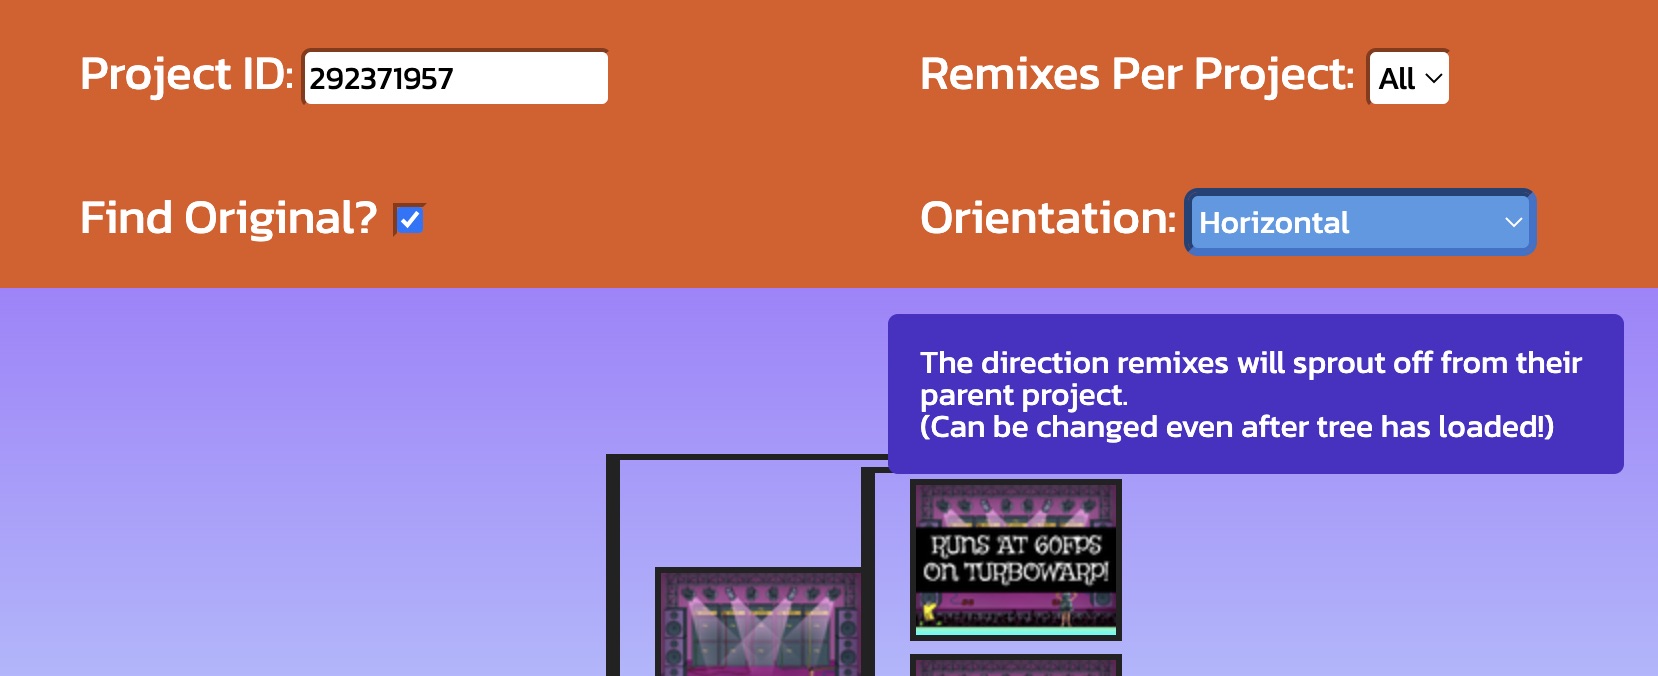 Project ID: 292371957
Remixes Per Project: All
Find Original?
Orientation: Horizontal
The direction remixes will sprout off from their
parent project.
(Can be changed even after tree has loaded!)
RUNS AT 60FPS
ON TURBOWARP!